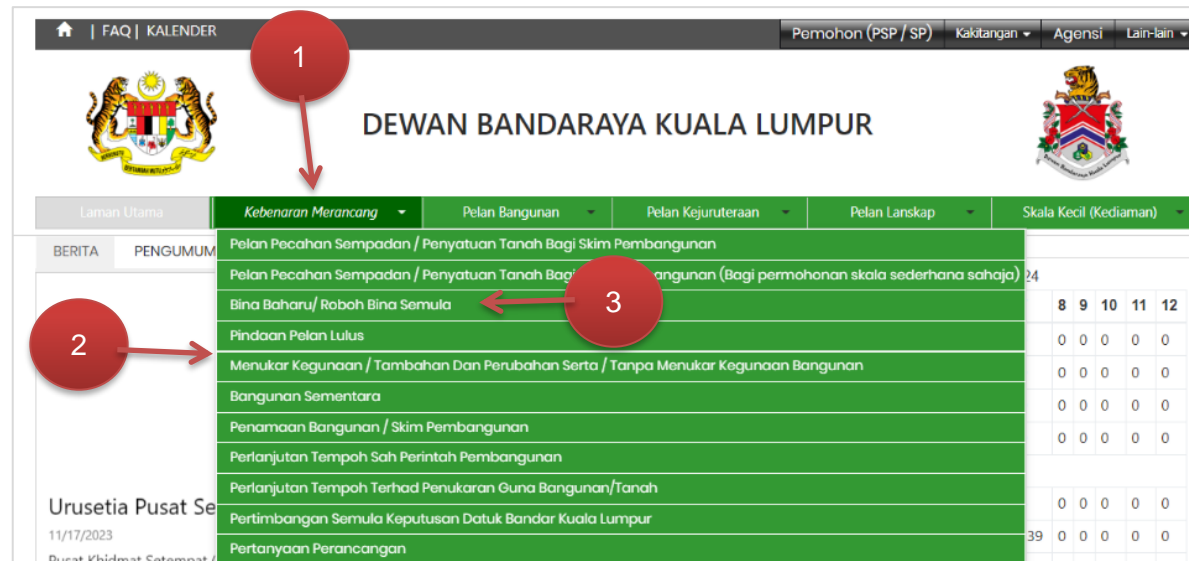 | FAQ | KALENDER
Pemohon (PSP / SP) Kakitangan Agensi Lain-lain
1
DEWAN BANDARAYA KUALA LUMPUR
Laman Utama Kebenaran Merancang Pelan Bangunan Pelan Kejuruteraan Pelan Lanskap Skala Kecil (Kediaman)
BERITA PENGUMUM
Pelan Pecahan Sempadan / Penyatuan Tanah Bagi Skim Pembangunan
Pelan Pecahan Sempadan / Penyatuan Tanah Bagi angunan (Bagi permohonan skala sederhana sahaja) 24
Bina Baharu/ Roboh Bina Semula
3
8 9 10 11 12
Pindaan Pelan Lulus
0 0 0 0 0
2
Menukar Kegunaan / Tambahan Dan Perubahan Serta / Tanpa Menukar Kegunaan Bangunan
0 0 0 0 0
Bangunan Sementara
0 0 0 0 0
Penamaan Bangunan / Skim Pembangunan
0 0 0 0 0
Perlanjutan Tempoh Sah Perintah Pembangunan
Perlanjutan Tempoh Terhad Penukaran Guna Bangunan/Tanah
Urusetia Pusat Se
0 0 0 0 0
Pertimbangan Semula Keputusan Datuk Bandar Kuala Lumpur
11/17/2023
39 0 0 0 0 0
Pertanyaan Perancangan
Pusat Khidmat Setempat /